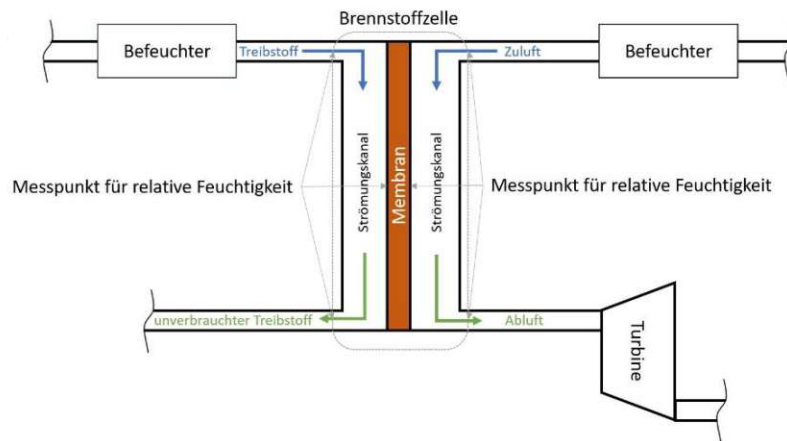 Brennstoffzelle
Befeuchter
Treibstoff
Zuluft
Befeuchter
Messpunkt für relative Feuchtigkeit
Strömungskanal
Membran
Strömungskanal
Messpunkt für relative Feuchtigkeit
unverbrauchter Treibstoff
Abluft
Turbine